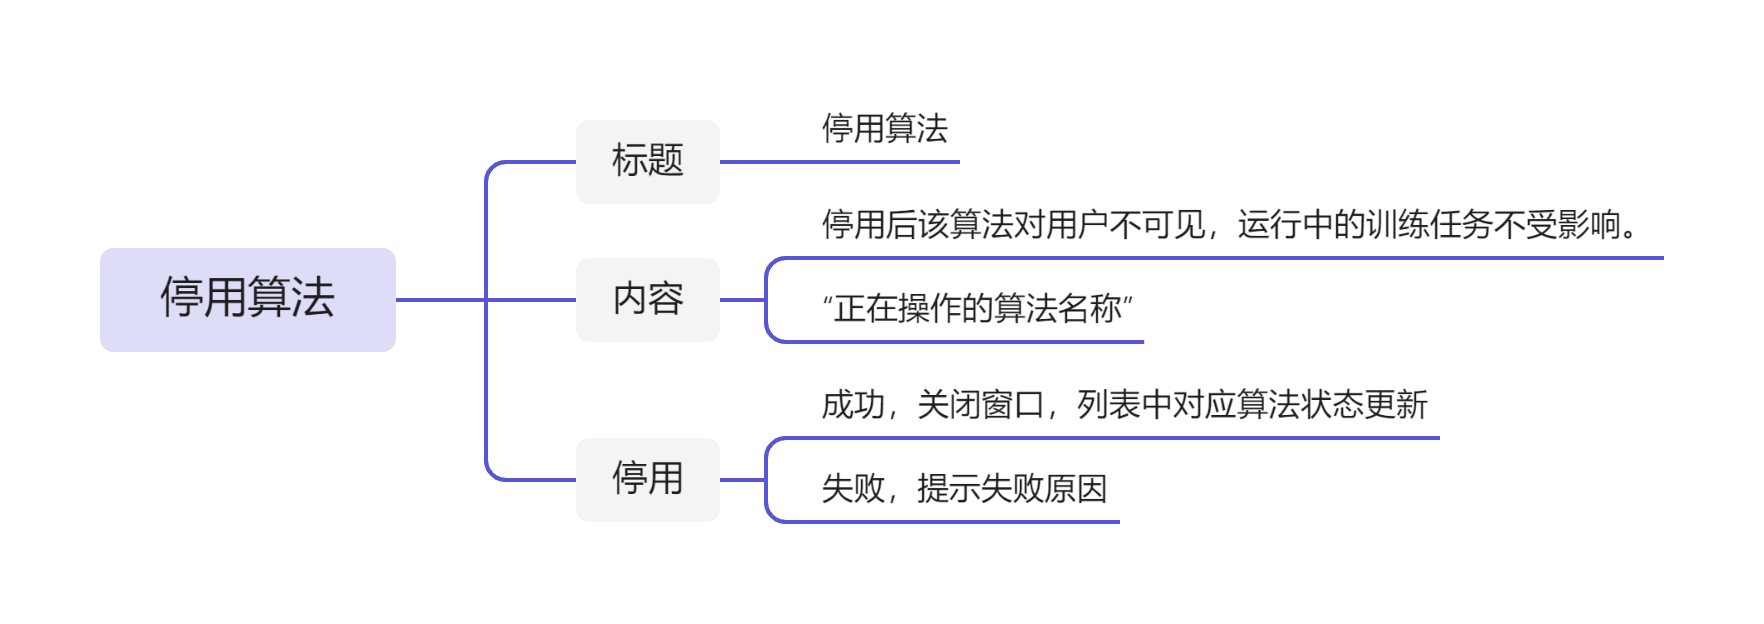 停用算法
标题
停用算法
内容
停用后该算法对用户不可见，运行中的训练任务不受影响。
“正在操作的算法名称”
停用
成功，关闭窗口，列表中对应算法状态更新
失败，提示失败原因